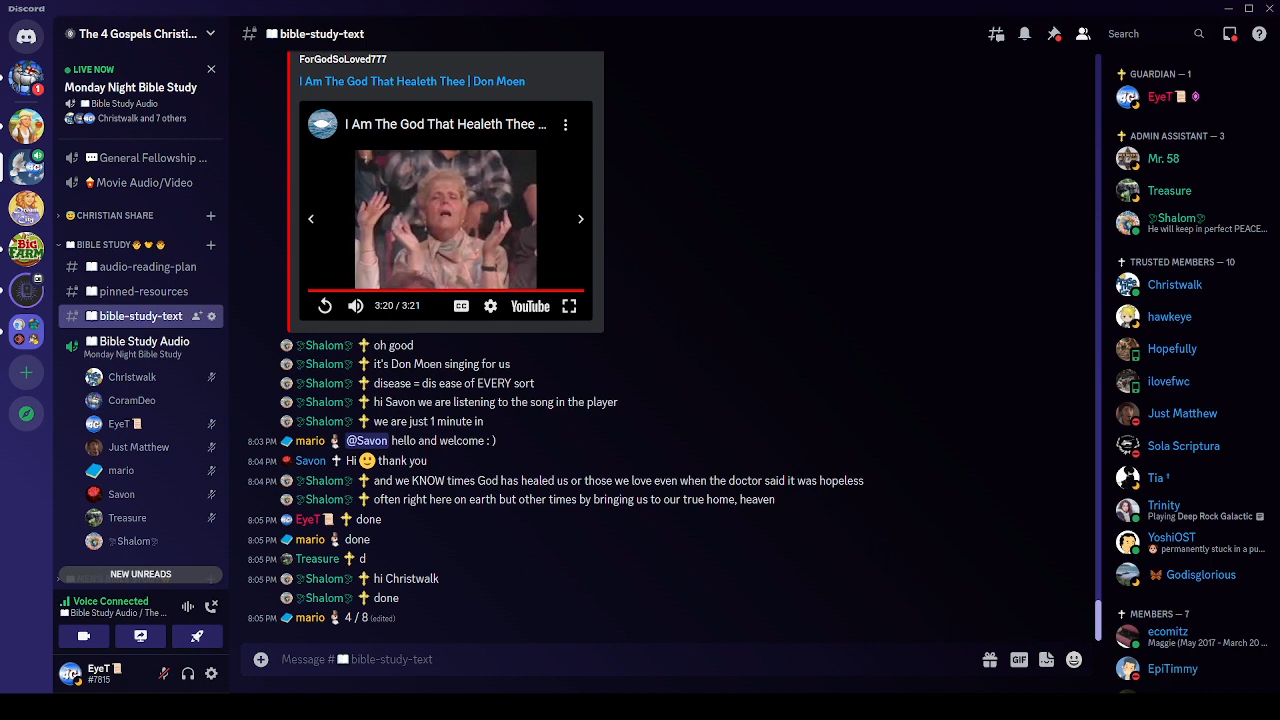 Discord
The 4 Gospels Christi...
LIVE NOW
Monday Night Bible Study
Bible Study Audio
Christwalk and 7 others
General Fellowship ...
Movie Audio/Video
CHRISTIAN SHARE
BIBLE STUDY
audio-reading-plan
pinned-resources
bible-study-text
Bible Study Audio
Monday Night Bible Study
Christwalk
CoramDeo
EyeT
Just Matthew
mario
Savon
Treasure
Shalom
NEW UNREADS
Voice Connected
Bible Study Audio / The ...
EyeT
#7815
bible-study-text
Search
ForGodSoLoved777
I Am The God That Healeth Thee | Don Moen
I Am The God That Healeth Thee ...
3:20 / 3:21
CC
YouTube
Shalom oh good
Shalom it's Don Moen singing for us
Shalom disease = dis ease of EVERY sort
Shalom hi Savon we are listening to the song in the player
Shalom we are just 1 minute in
8:03 PM mario @Savon hello and welcome : )
8:04 PM Savon Hi 🙂 thank you
8:04 PM Shalom and we KNOW times God has healed us or those we love even when the doctor said it was hopeless
Shalom often right here on earth but other times by bringing us to our true home, heaven
8:05 PM EyeT done
8:05 PM mario done
8:05 PM Treasure d
8:05 PM Shalom hi Christwalk
Shalom done
8:05 PM mario 4 / 8 (edited)
Message # bible-study-text
GIF
GUARDIAN — 1
EyeT
ADMIN ASSISTANT — 3
Mr. 58
Treasure
Shalom
He will keep in perfect PEACE...
TRUSTED MEMBERS — 10
Christwalk
hawkeye
Hopefully
ilovefwc
Just Matthew
Sola Scriptura
Tia
Trinity
Playing Deep Rock Galactic
YoshiOST
permanently stuck in a pu...
Godisglorious
MEMBERS — 7
ecomitz
Maggie (May 2017 - March 20 ...
EpiTimmy